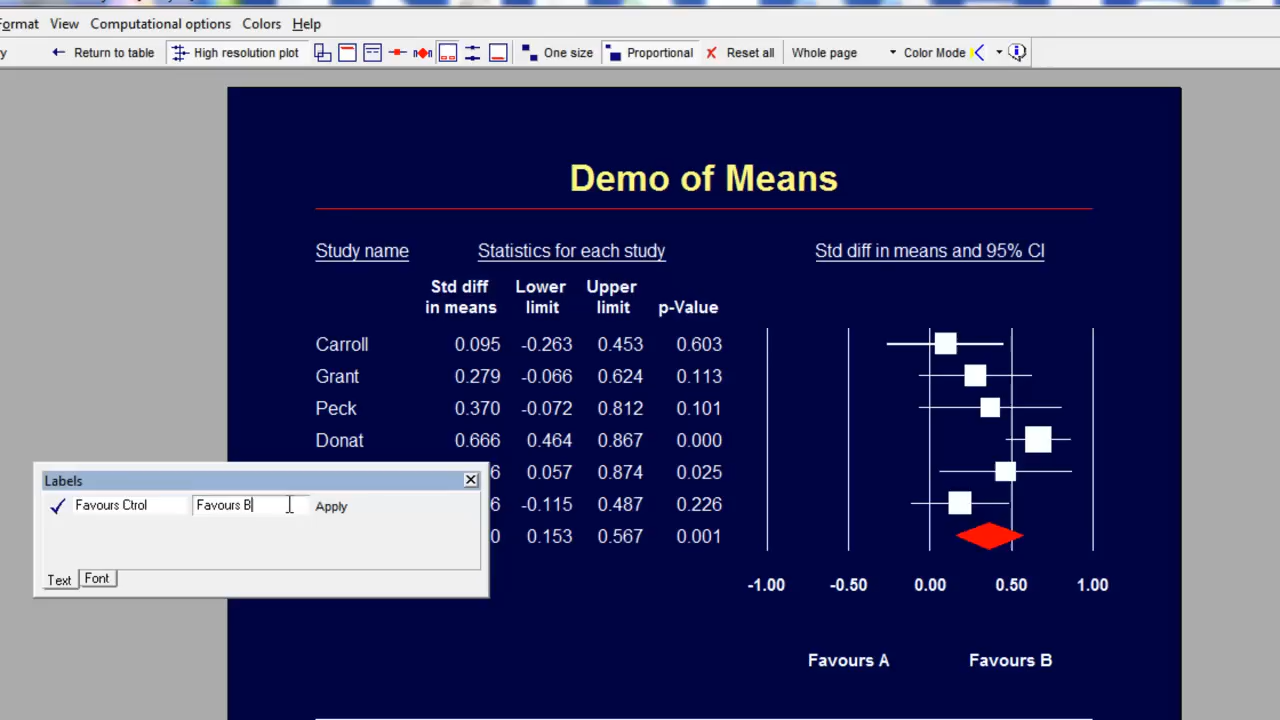 Format View Computational options Colors Help
y Return to table High resolution plot One size Proportional Reset all Whole page Color Mode
Demo of Means
Study name Statistics for each study Std diff in means and 95% CI
Std diff Lower Upper
in means limit limit p-Value
Carroll 0.095 -0.263 0.453 0.603
Grant 0.279 -0.066 0.624 0.113
Peck 0.370 -0.072 0.812 0.101
Donat 0.666 0.464 0.867 0.000
6 0.057 0.874 0.025
6 -0.115 0.487 0.226
0 0.153 0.567 0.001
Labels
Favours Ctrol Favours B Apply
Text Font
-1.00 -0.50 0.00 0.50 1.00
Favours A Favours B